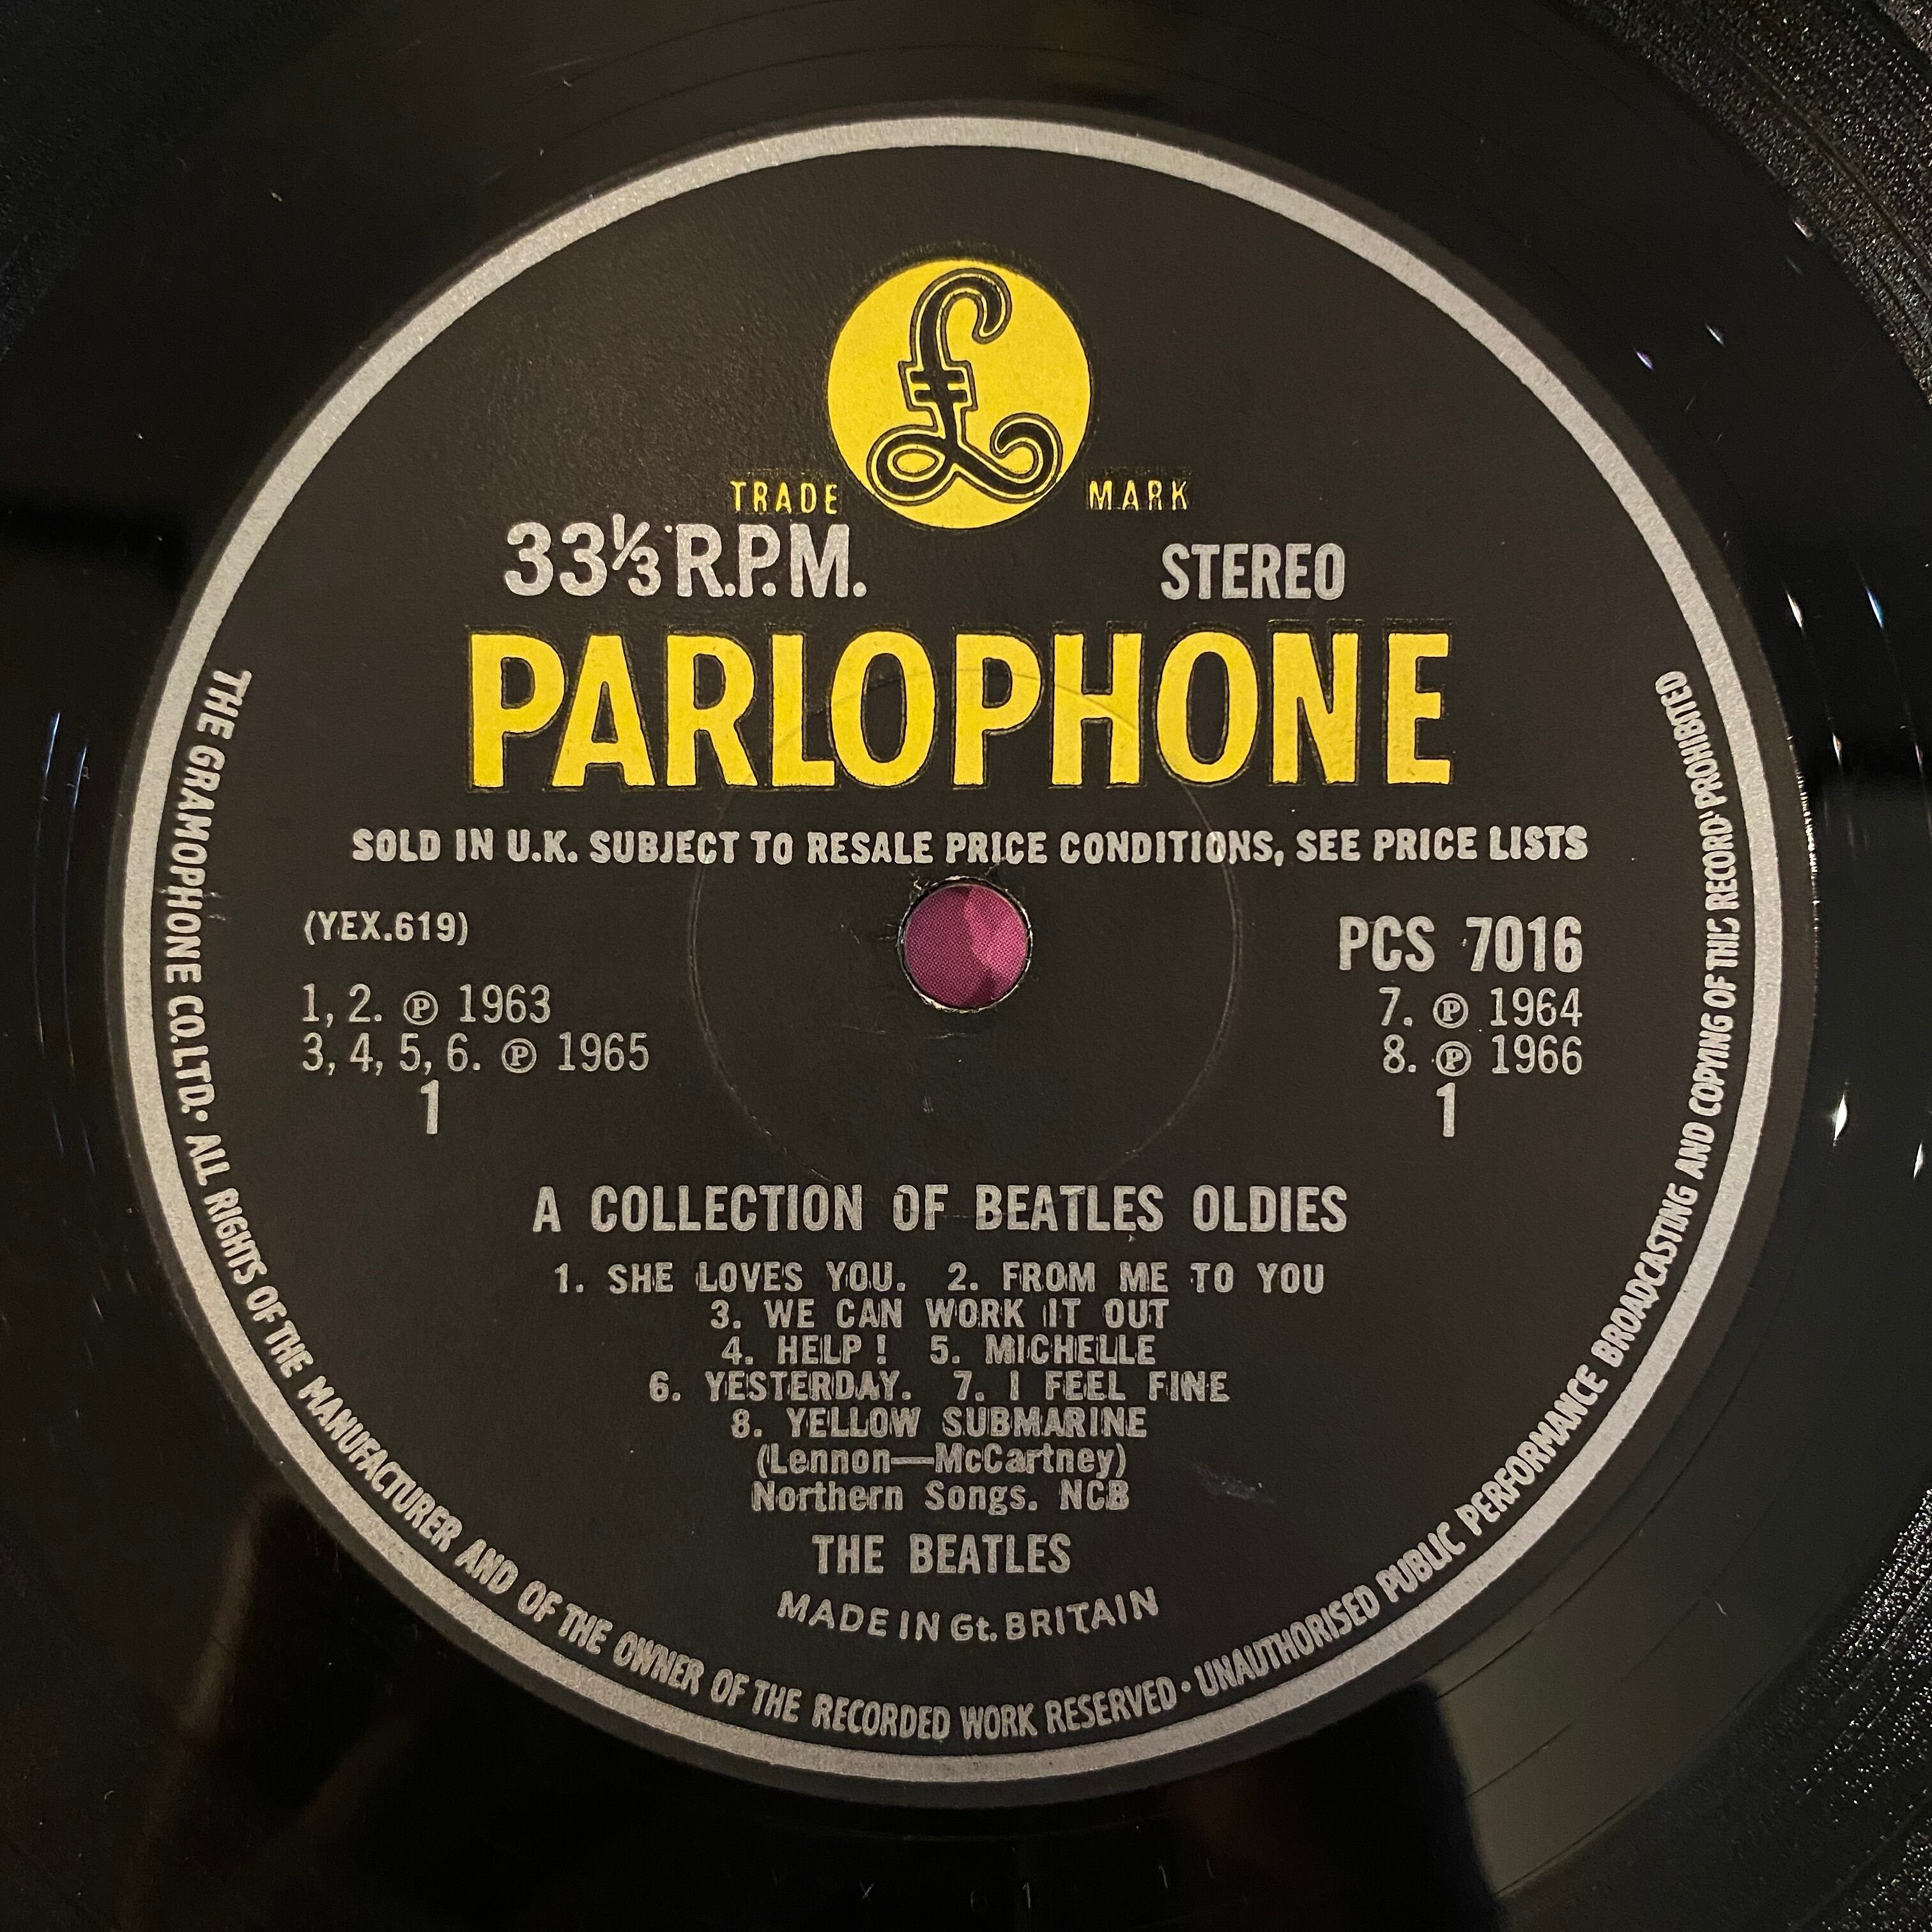 £
TRADE MARK
33⅓ R.P.M. STEREO
PARLOPHONE
SOLD IN U.K. SUBJECT TO RESALE PRICE CONDITIONS, SEE PRICE LISTS
(YEX.619) PCS 7016
1, 2. ℗ 1963 7. ℗ 1964
3, 4, 5, 6. ℗ 1965 8. ℗ 1966
1 1
A COLLECTION OF BEATLES OLDIES
1. SHE LOVES YOU. 2. FROM ME TO YOU
3. WE CAN WORK IT OUT
4. HELP! 5. MICHELLE
6. YESTERDAY. 7. I FEEL FINE
8. YELLOW SUBMARINE
(Lennon—McCartney)
Northern Songs. NCB
THE BEATLES
MADE IN Gt. BRITAIN
THE GRAMOPHONE CO. LTD. • ALL RIGHTS OF THE MANUFACTURER AND OF THE OWNER OF THE RECORDED WORK RESERVED • UNAUTHORISED PUBLIC PERFORMANCE BROADCASTING AND COPYING OF THIS RECORD PROHIBITED